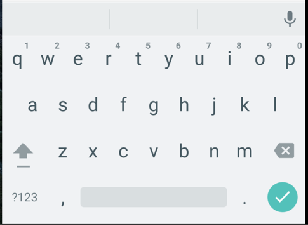 1 2 3 4 5 6 7 8 9 0
q w e r t y u i o p
a s d f g h j k l
z x c v b n m
?123 , .